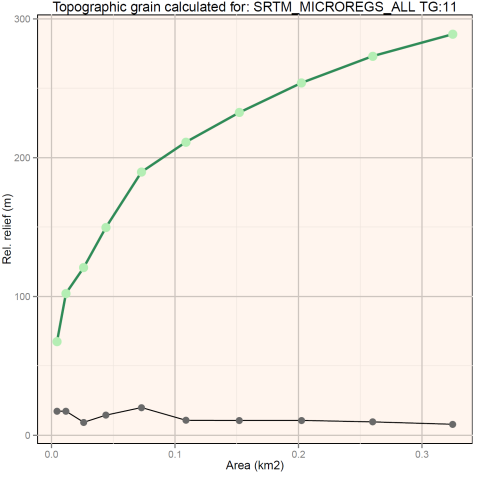 Topographic grain calculated for: SRTM_MICROREGS_ALL TG:11
300
200
100
0
Rel. relief (m)
0.0 0.1 0.2 0.3
Area (km2)